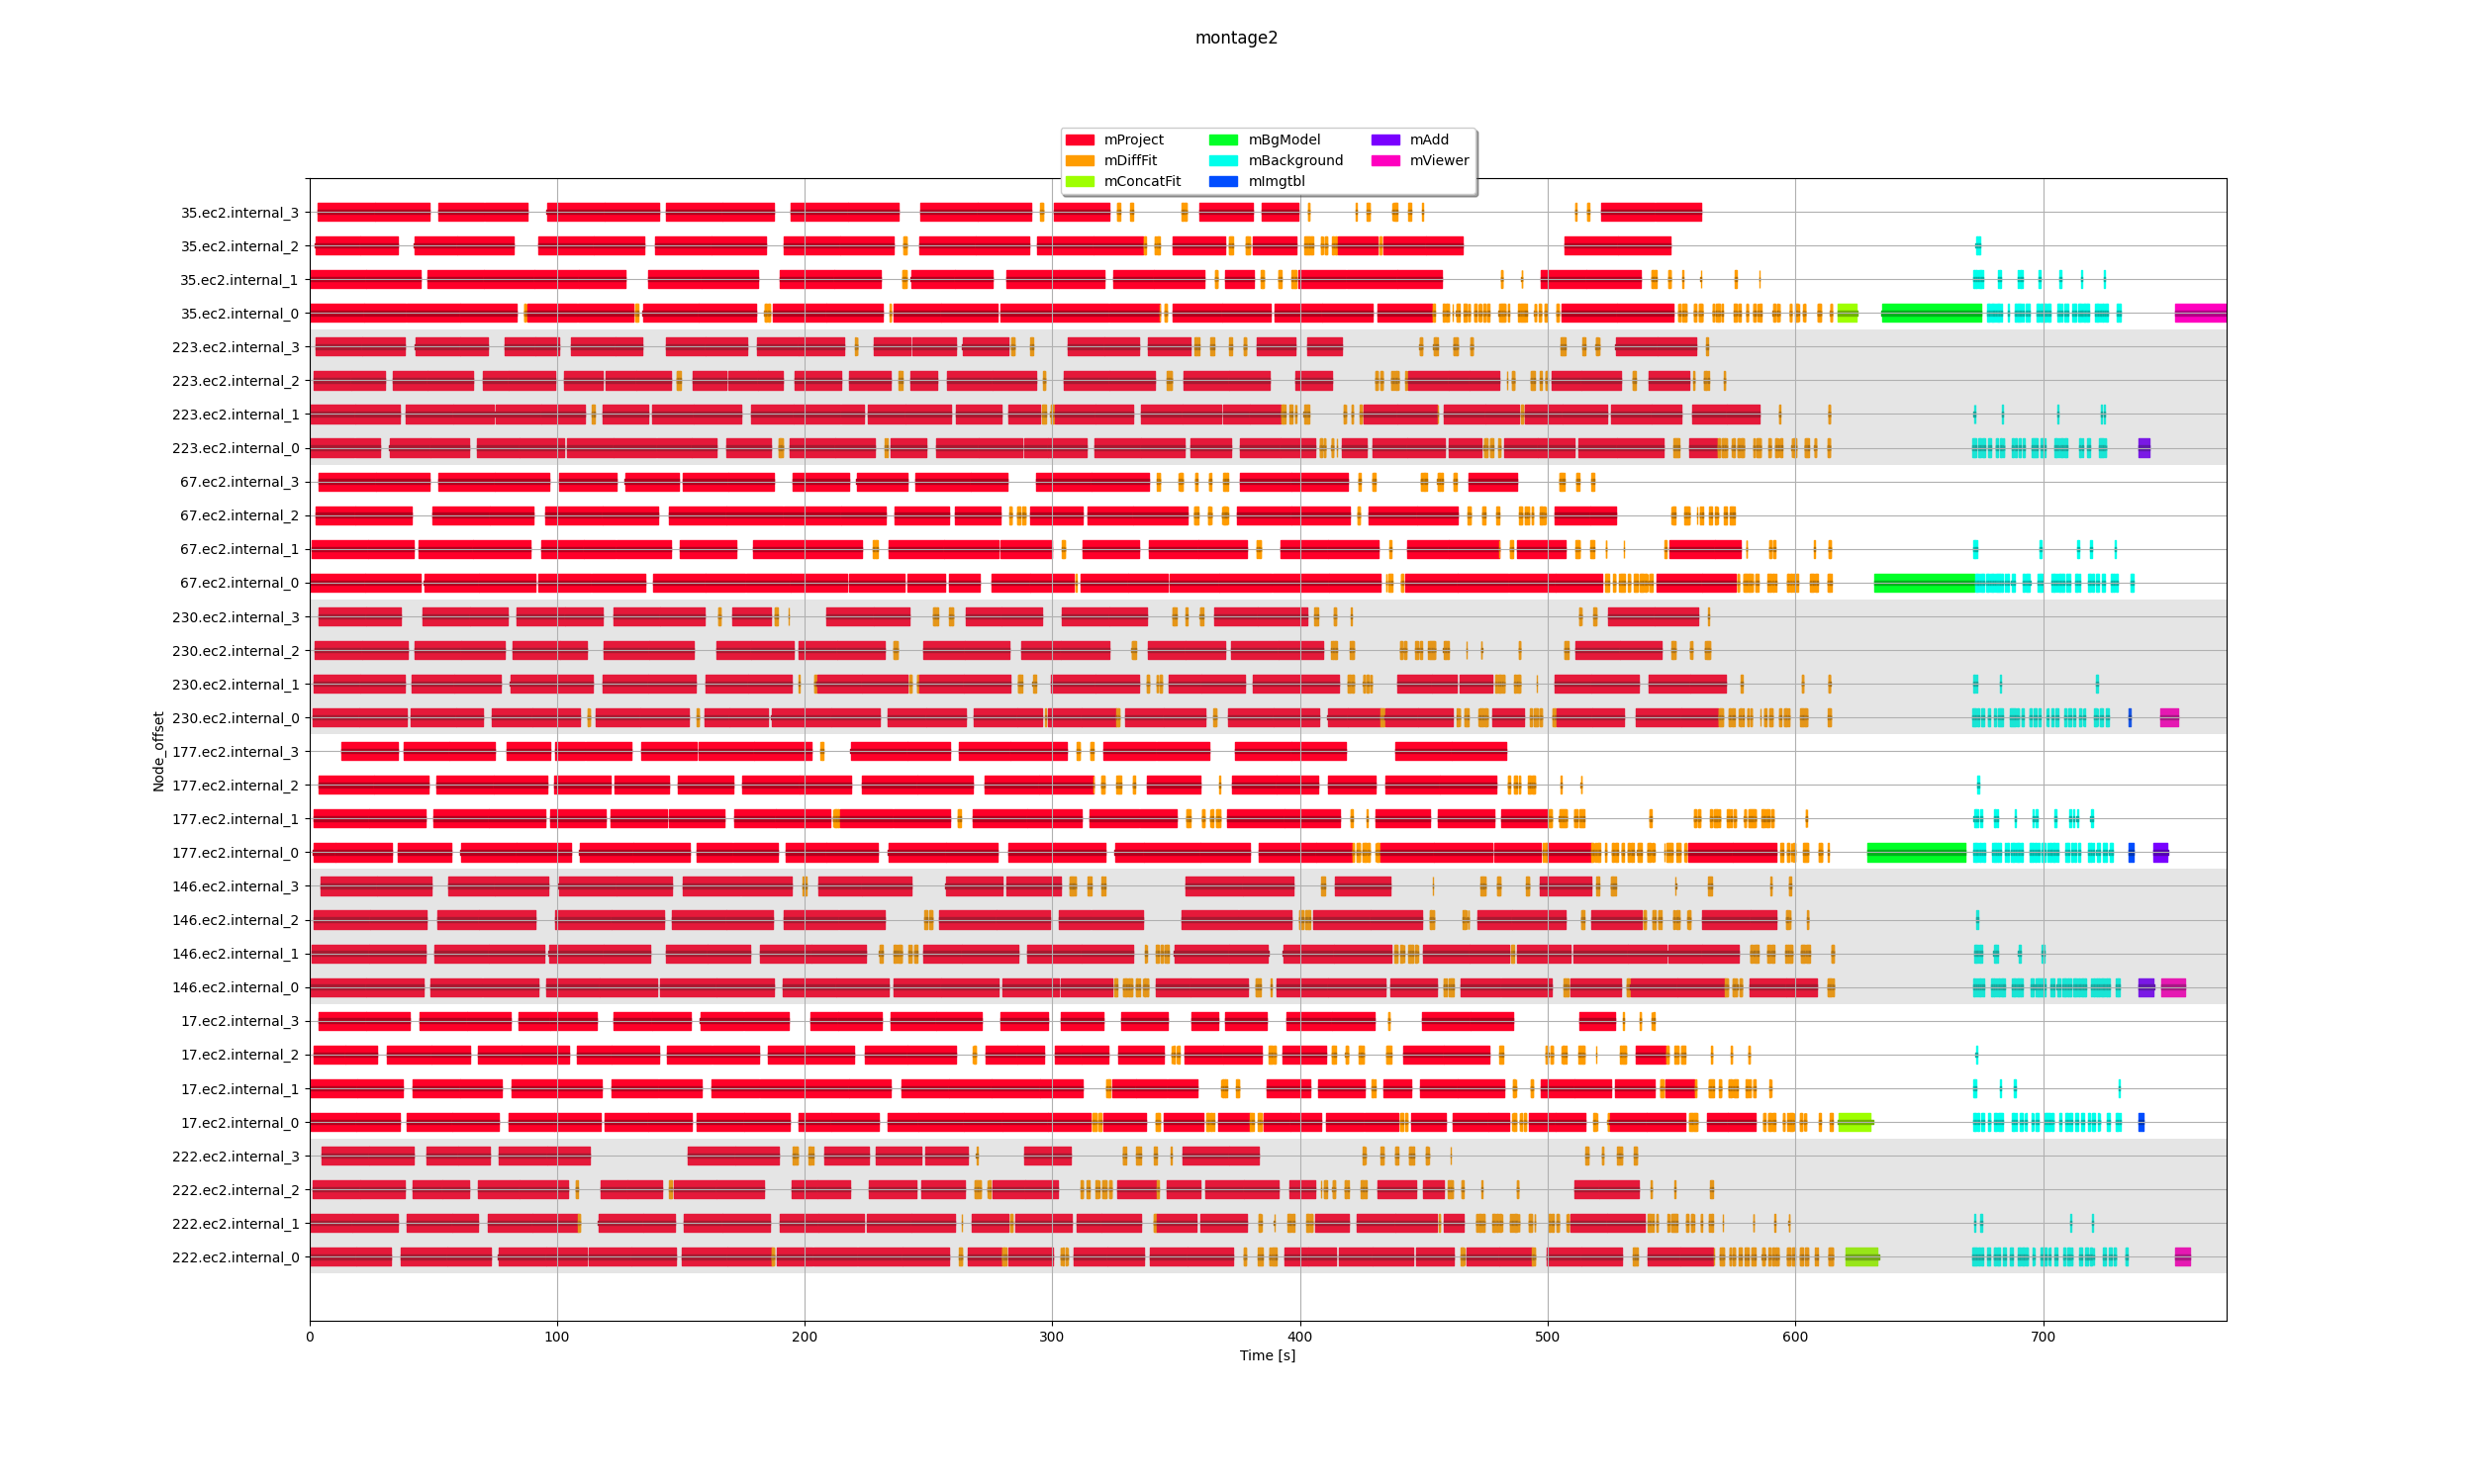 montage2
mProject mBgModel mAdd
mDiffFit mBackground mViewer
mConcatFit mImgtbl
35.ec2.internal_3
35.ec2.internal_2
35.ec2.internal_1
35.ec2.internal_0
223.ec2.internal_3
223.ec2.internal_2
223.ec2.internal_1
223.ec2.internal_0
67.ec2.internal_3
67.ec2.internal_2
67.ec2.internal_1
67.ec2.internal_0
230.ec2.internal_3
230.ec2.internal_2
230.ec2.internal_1
230.ec2.internal_0
177.ec2.internal_3
177.ec2.internal_2
177.ec2.internal_1
177.ec2.internal_0
146.ec2.internal_3
146.ec2.internal_2
146.ec2.internal_1
146.ec2.internal_0
17.ec2.internal_3
17.ec2.internal_2
17.ec2.internal_1
17.ec2.internal_0
222.ec2.internal_3
222.ec2.internal_2
222.ec2.internal_1
222.ec2.internal_0
Node_offset
0 100 200 300 400 500 600 700
Time [s]